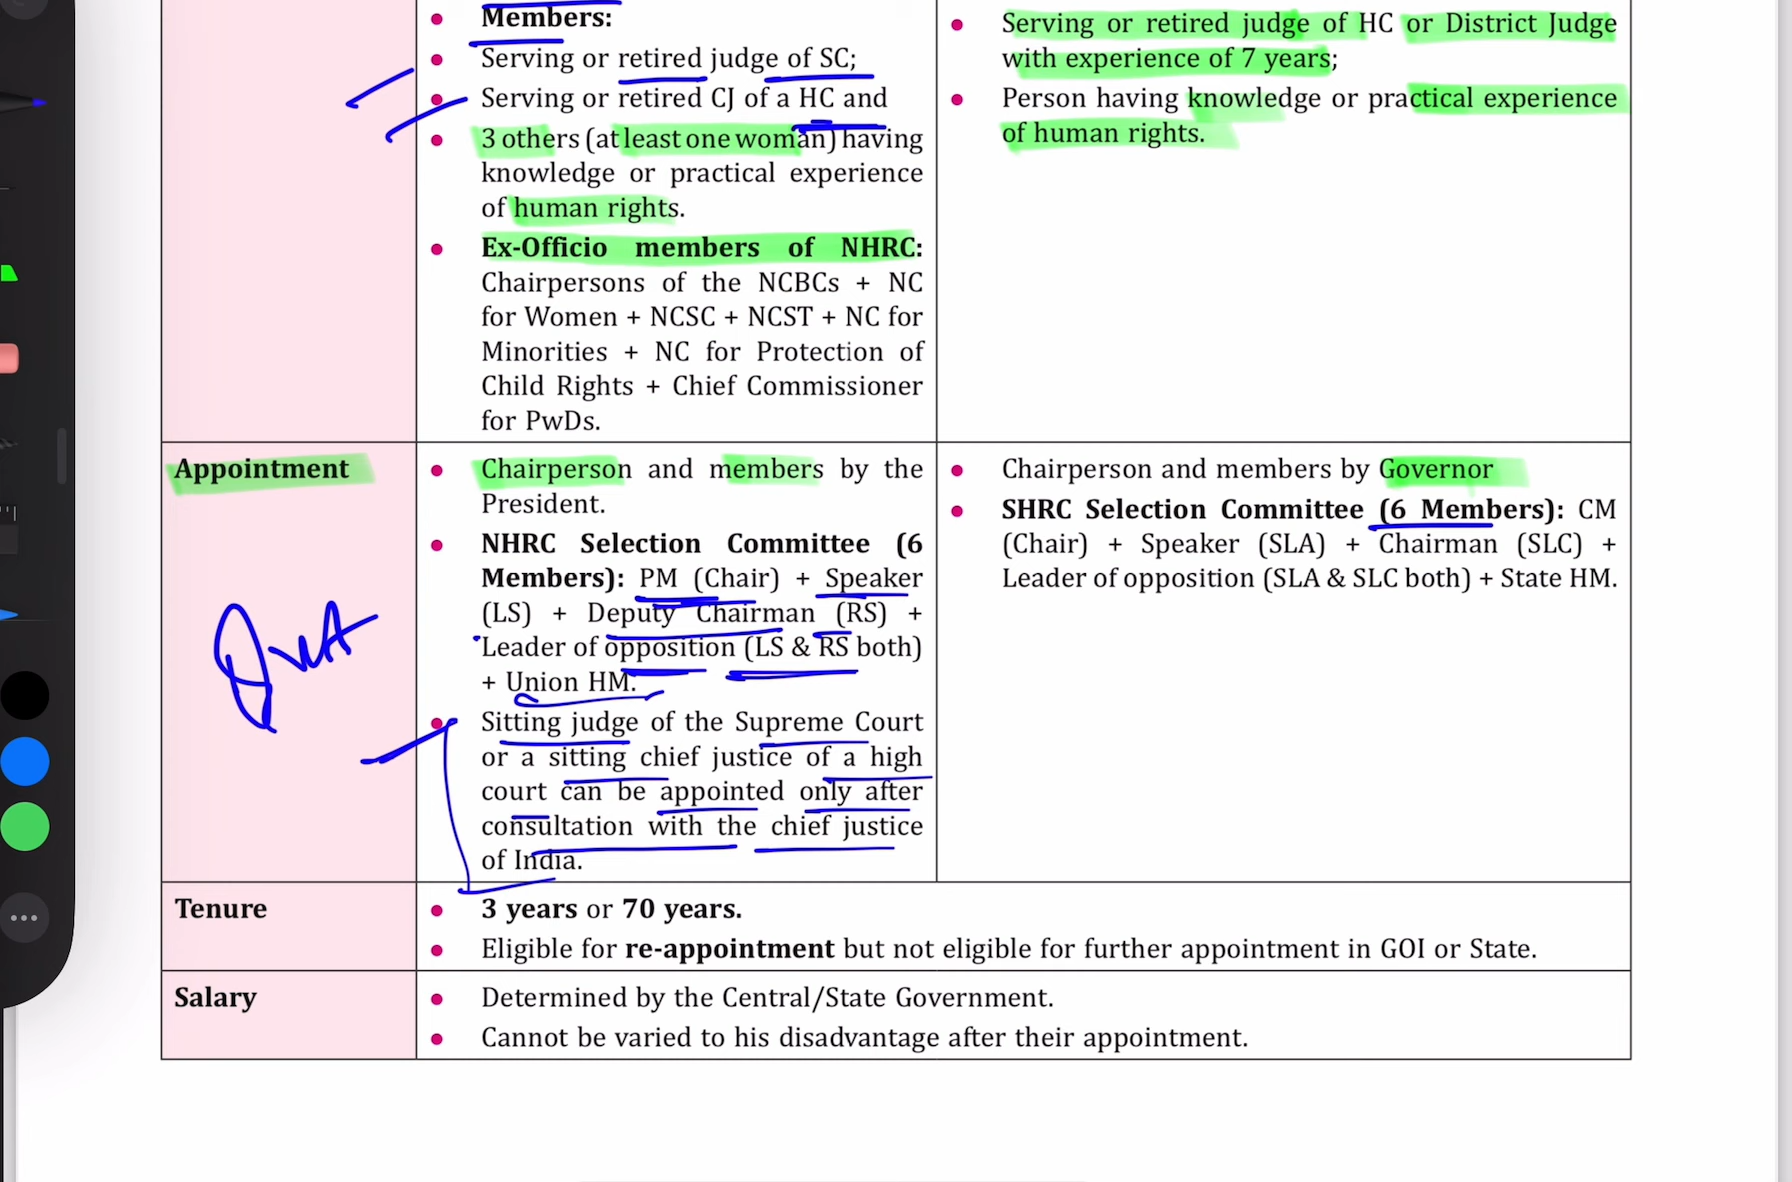 Members:
Serving or retired judge of SC;
Serving or retired CJ of a HC and
3 others (at least one woman) having
knowledge or practical experience
of human rights.
Ex-Officio members of NHRC:
Chairpersons of the NCBCs + NC
for Women + NCSC + NCST + NC for
Minorities + NC for Protection of
Child Rights + Chief Commissioner
for PwDs.
Serving or retired judge of HC or District Judge
with experience of 7 years;
Person having knowledge or practical experience
of human rights.
Appointment
Chairperson and members by the
President.
NHRC Selection Committee (6
Members): PM (Chair) + Speaker
(LS) + Deputy Chairman (RS) +
Leader of opposition (LS & RS both)
+ Union HM.
Sitting judge of the Supreme Court
or a sitting chief justice of a high
court can be appointed only after
consultation with the chief justice
of India.
Chairperson and members by Governor
SHRC Selection Committee (6 Members): CM
(Chair) + Speaker (SLA) + Chairman (SLC) +
Leader of opposition (SLA & SLC both) + State HM.
Tenure
3 years or 70 years.
Eligible for re-appointment but not eligible for further appointment in GOI or State.
Salary
Determined by the Central/State Government.
Cannot be varied to his disadvantage after their appointment.